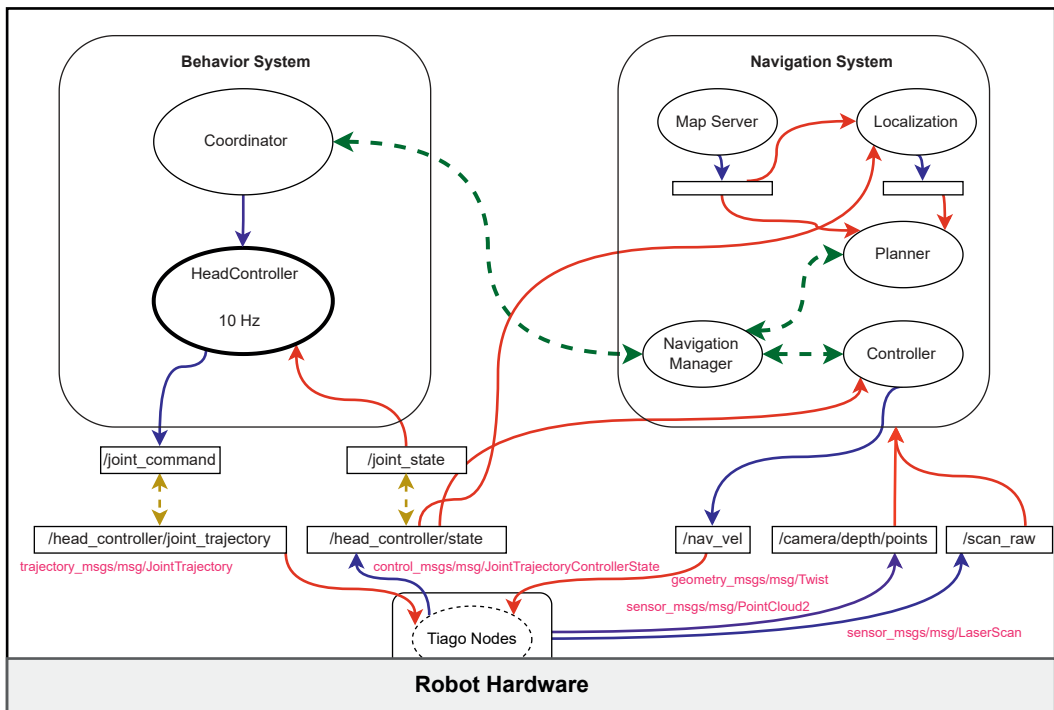 Behavior System
Navigation System
Coordinator
Map Server
Localization
HeadController
10 Hz
Planner
Navigation
Manager
Controller
/joint_command
/joint_state
/head_controller/joint_trajectory
/head_controller/state
/nav_vel
/camera/depth/points
/scan_raw
trajectory_msgs/msg/JointTrajectory
control_msgs/msg/JointTrajectoryControllerState
geometry_msgs/msg/Twist
sensor_msgs/msg/PointCloud2
sensor_msgs/msg/LaserScan
Tiago Nodes
Robot Hardware